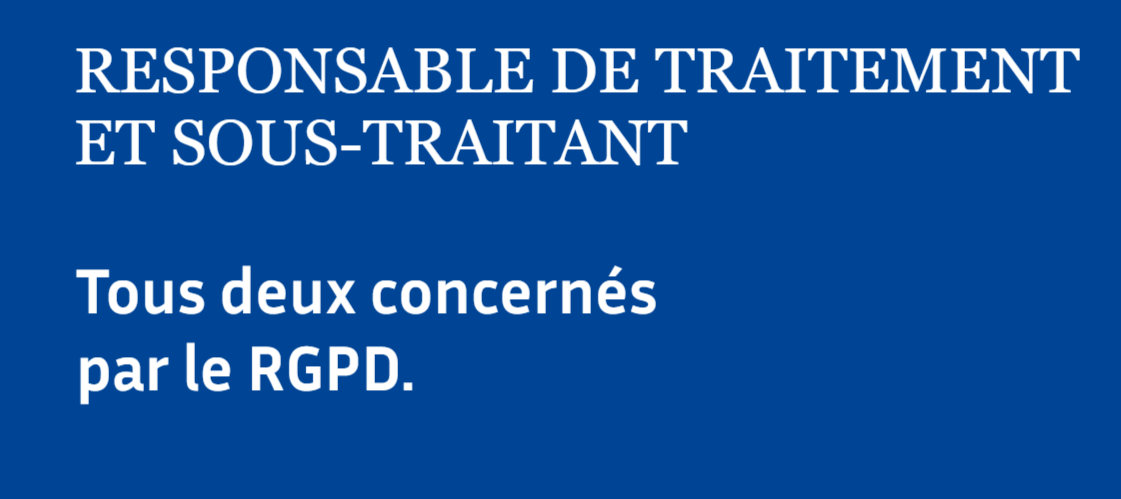 RESPONSABLE DE TRAITEMENT
ET SOUS-TRAITANT
Tous deux concernés
par le RGPD.